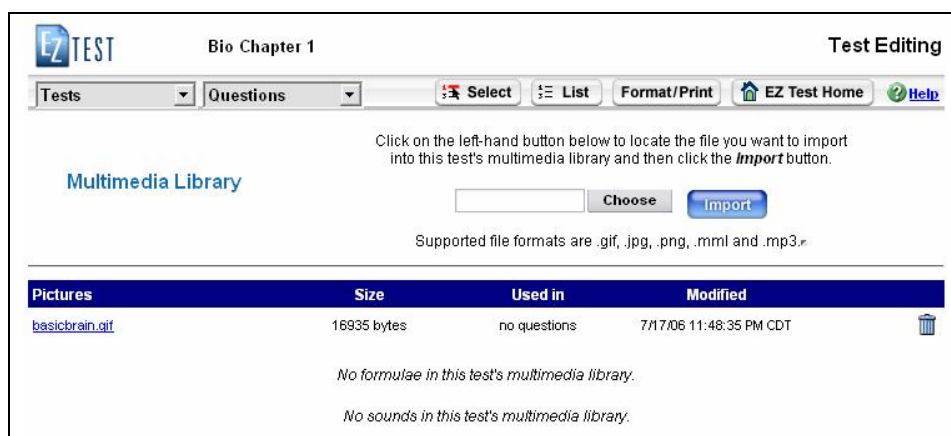 EZ TEST Bio Chapter 1 Test Editing
Tests Questions Select List Format/Print EZ Test Home Help
Click on the left-hand button below to locate the file you want to import
into this test's multimedia library and then click the Import button.
Multimedia Library
Choose Import
Supported file formats are .gif, .jpg, .png, .mml and .mp3.
Pictures Size Used in Modified
basicbrain.gif 16935 bytes no questions 7/17/06 11:48:35 PM CDT
No formulae in this test's multimedia library.
No sounds in this test's multimedia library.